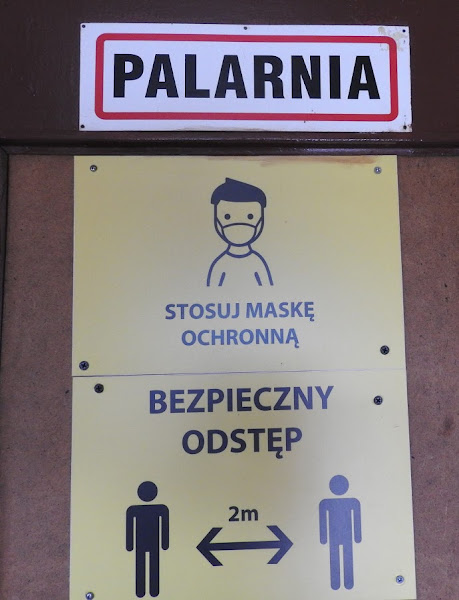 PALARNIA
STOSUJ MASKĘ
OCHRONNĄ
BEZPIECZNY
ODSTĘP
2m